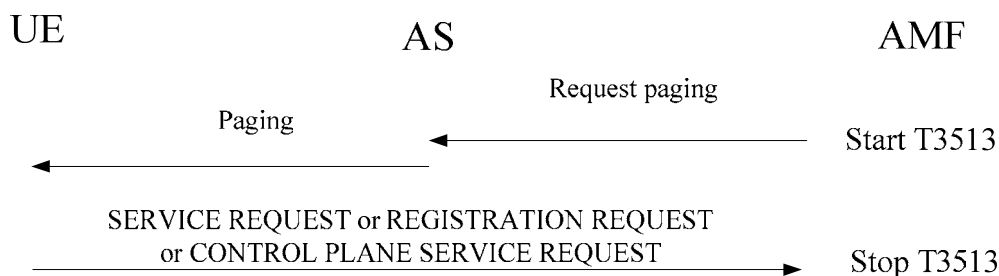 UE
AS
AMF
Request paging
Paging
Start T3513
SERVICE REQUEST or REGISTRATION REQUEST
or CONTROL PLANE SERVICE REQUEST
Stop T3513